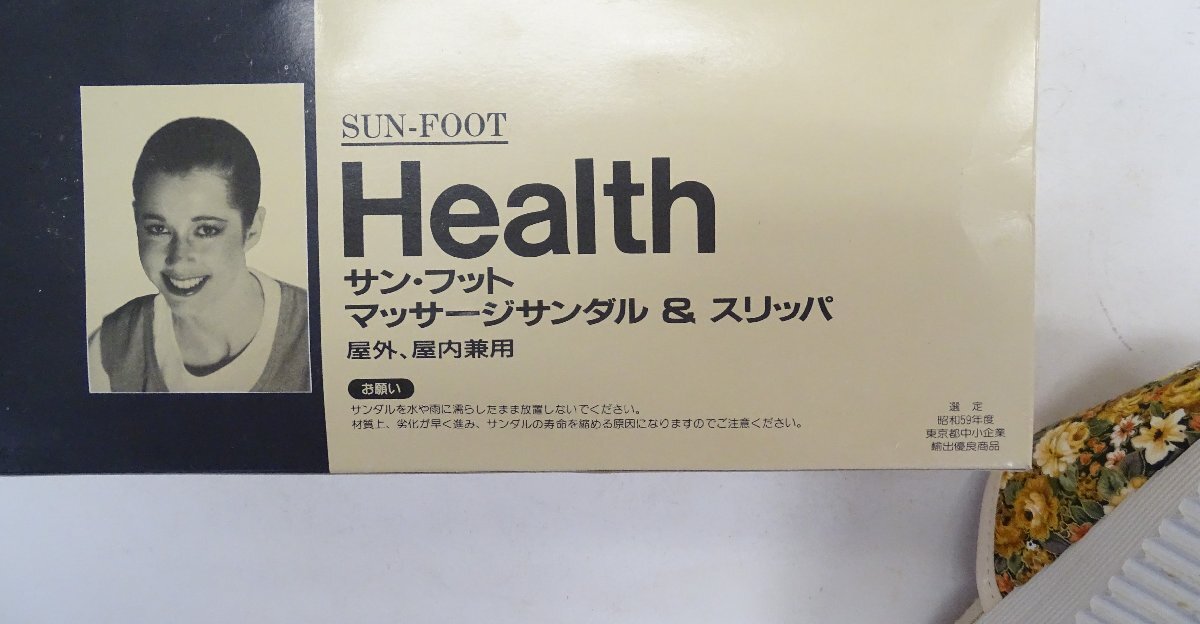 SUN-FOOT
Health
サン・フット
マッサージサンダル & スリッパ
屋外、屋内兼用
お願い
サンダルを水や雨に濡らしたまま放置しないでください。
材質上、劣化が早く進み、サンダルの寿命を縮める原因になりますのでご注意ください。
選定
昭和59年度
東京都中小企業
輸出優良商品